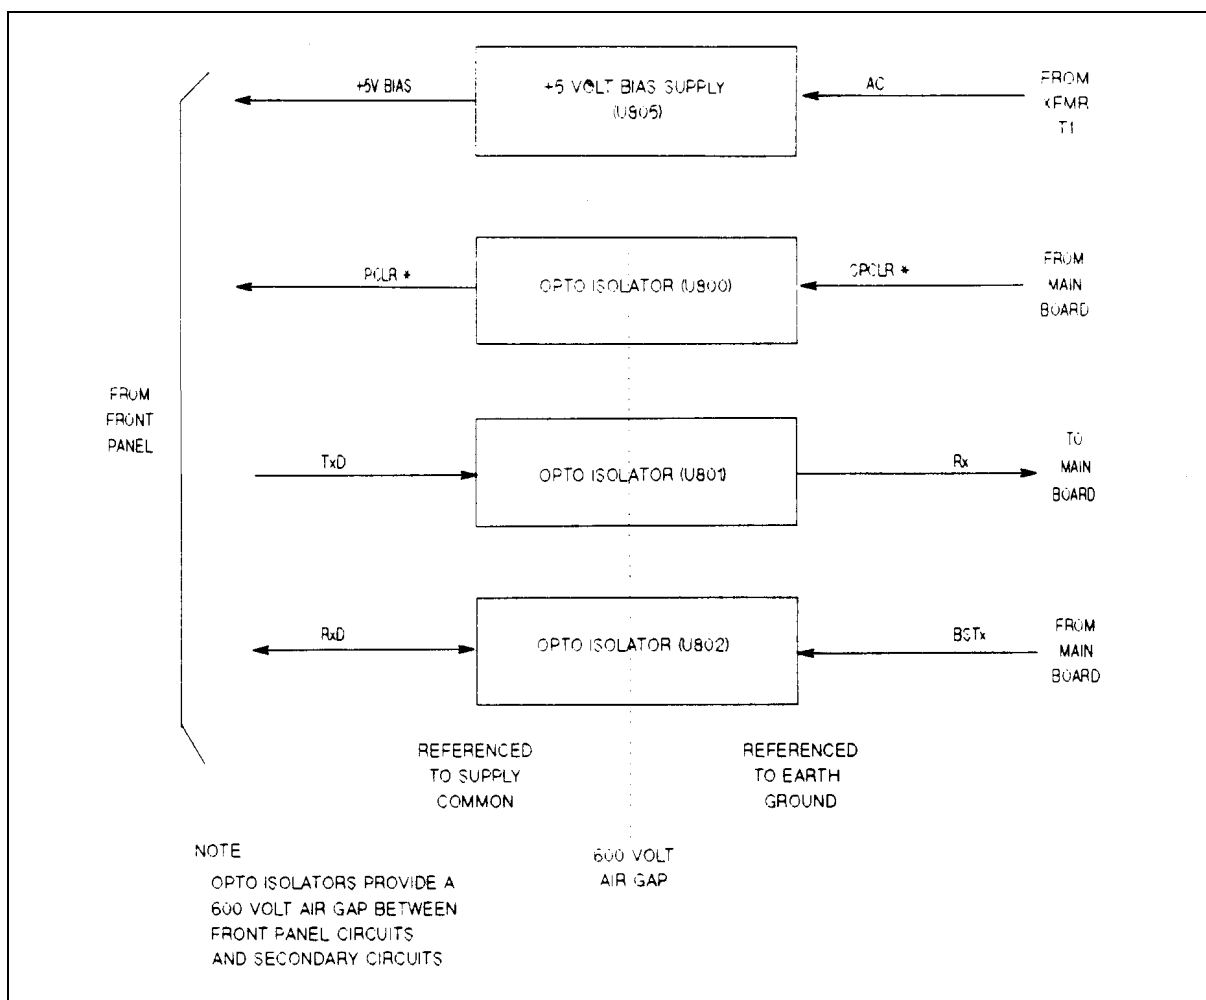 +5V BIAS
+5 VOLT BIAS SUPPLY
(U805)
AC
FROM
XFMR
T1
PCLR *
OPTO ISOLATOR (U800)
OPCLR *
FROM
MAIN
BOARD
FROM
FRONT
PANEL
TxD
OPTO ISOLATOR (U801)
Rx
TO
MAIN
BOARD
RxD
OPTO ISOLATOR (U802)
BSTx
FROM
MAIN
BOARD
REFERENCED
TO SUPPLY
COMMON
REFERENCED
TO EARTH
GROUND
600 VOLT
AIR GAP
NOTE
OPTO ISOLATORS PROVIDE A
600 VOLT AIR GAP BETWEEN
FRONT PANEL CIRCUITS
AND SECONDARY CIRCUITS